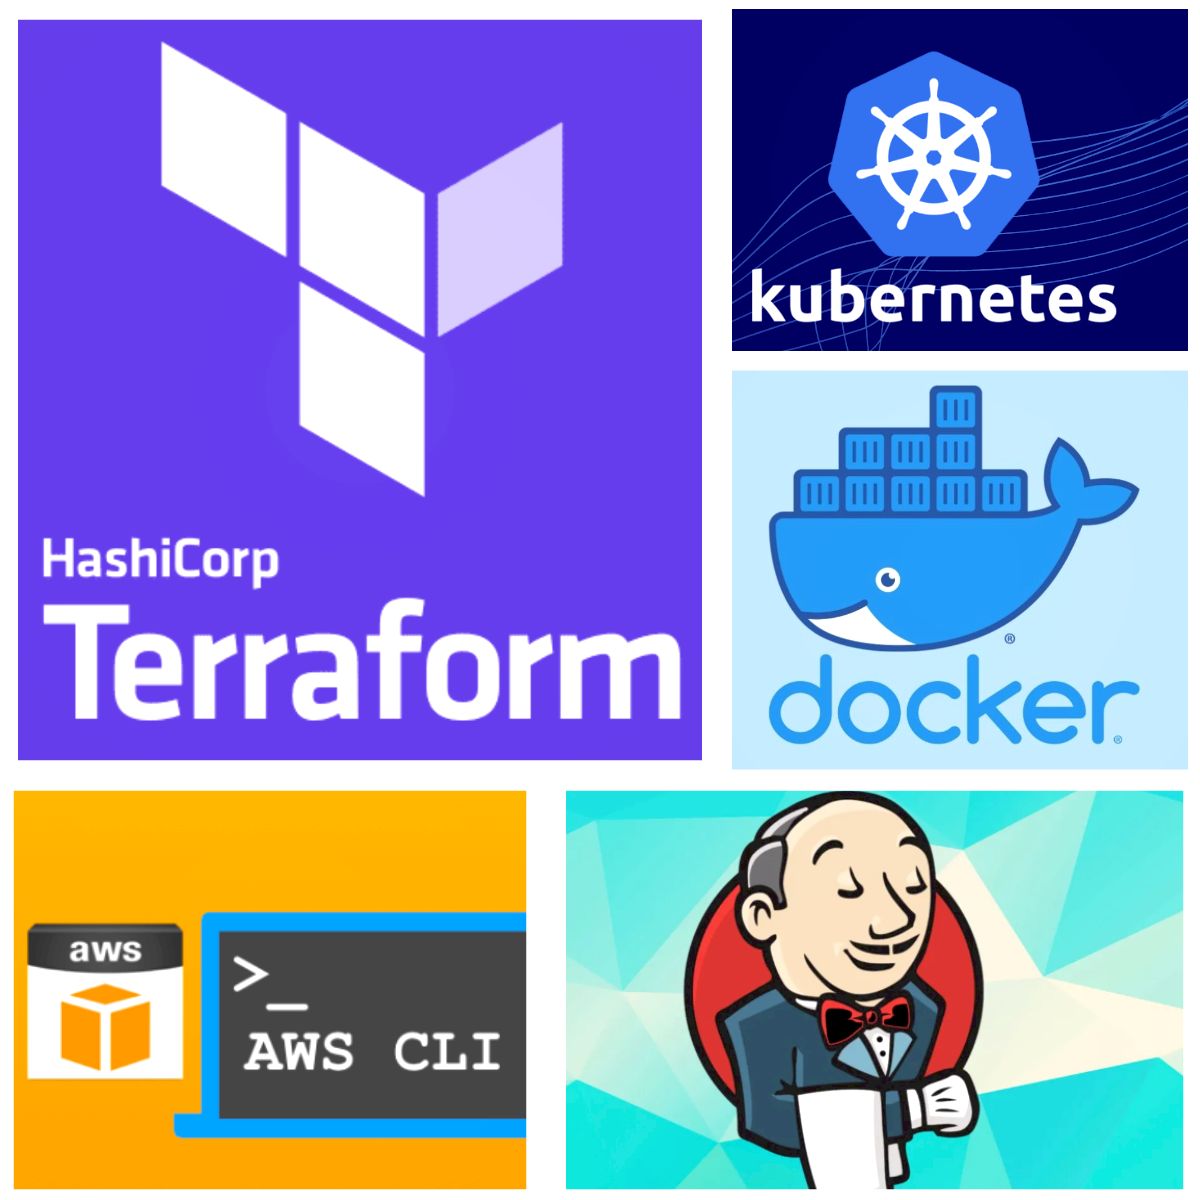 HashiCorp
Terraform
kubernetes
®
docker®
aws
>_
AWS CLI